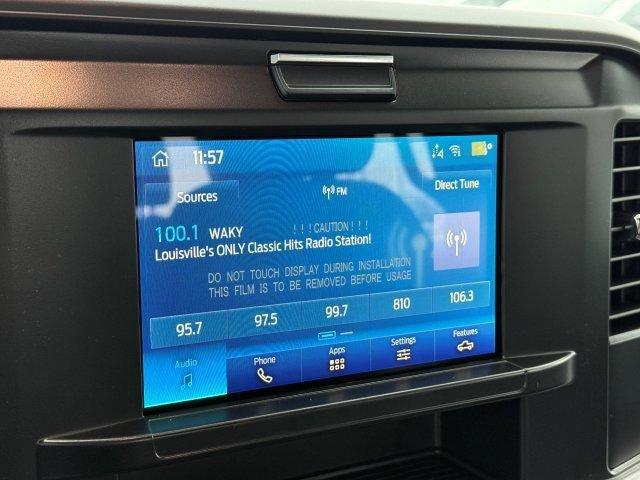 11:57
Sources
FM
Direct Tune
100.1 WAKY
!!!CAUTION!!!
Louisville's ONLY Classic Hits Radio Station!
DO NOT TOUCH DISPLAY DURING INSTALLATION
THIS FILM IS TO BE REMOVED BEFORE USAGE
95.7 97.5 99.7 810 106.3
Audio Phone Apps Settings Features